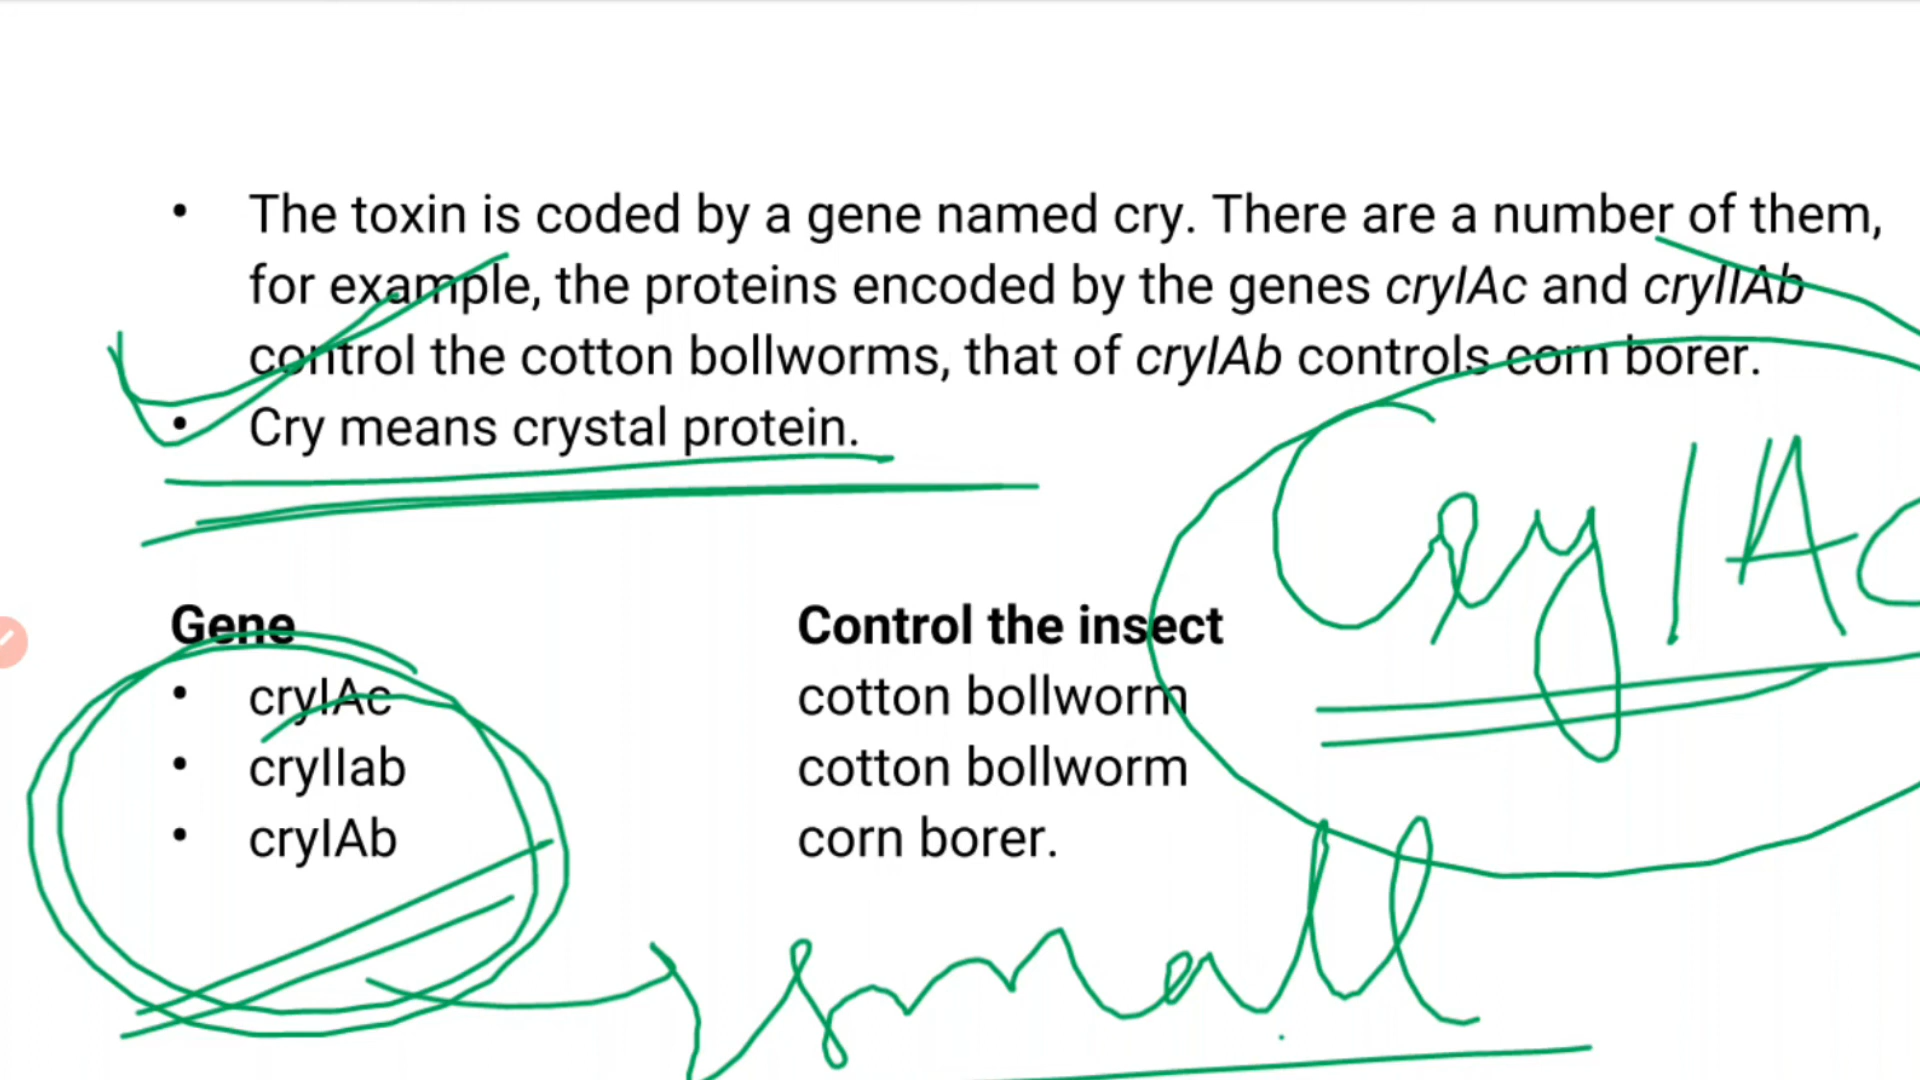 • The toxin is coded by a gene named cry. There are a number of them,
for example, the proteins encoded by the genes cryIAc and cryIIAb
control the cotton bollworms, that of cryIAb controls corn borer.
• Cry means crystal protein.
Cry IAc
Gene Control the insect
• cryIAc cotton bollworm
• cryIIab cotton bollworm
• cryIAb corn borer.
small